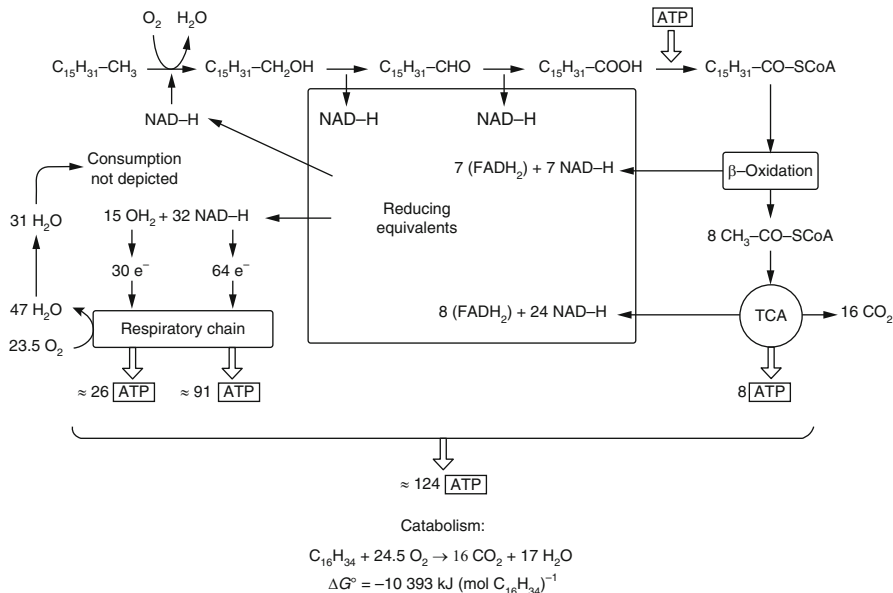 O₂ H₂O ATP
C₁₅H₃₁–CH₃ C₁₅H₃₁–CH₂OH C₁₅H₃₁–CHO C₁₅H₃₁–COOH C₁₅H₃₁–CO–SCoA
NAD–H NAD–H NAD–H
Consumption
not depicted
7 (FADH₂) + 7 NAD–H β–Oxidation
31 H₂O 15 OH₂ + 32 NAD–H Reducing
equivalents
8 CH₃–CO–SCoA
30 e⁻ 64 e⁻
47 H₂O 8 (FADH₂) + 24 NAD–H TCA 16 CO₂
Respiratory chain
23.5 O₂
≈ 26 ATP ≈ 91 ATP 8 ATP
≈ 124 ATP
Catabolism:
C₁₆H₃₄ + 24.5 O₂ → 16 CO₂ + 17 H₂O
ΔG° = –10 393 kJ (mol C₁₆H₃₄)⁻¹